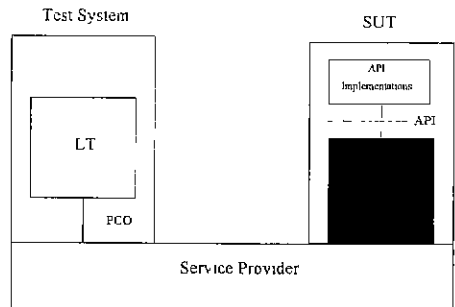 Test System
SUT
API
Implementations
API
LT
PCO
Service Provider